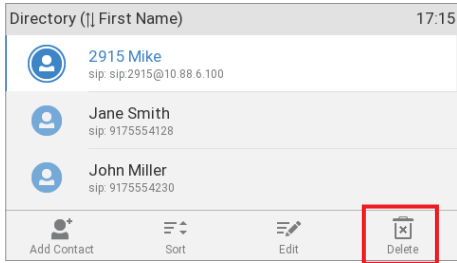 Directory (↑↓ First Name) 17:15
2915 Mike
sip: sip:2915@10.88.6.100
Jane Smith
sip: 9175554128
John Miller
sip: 9175554230
Add Contact Sort Edit Delete